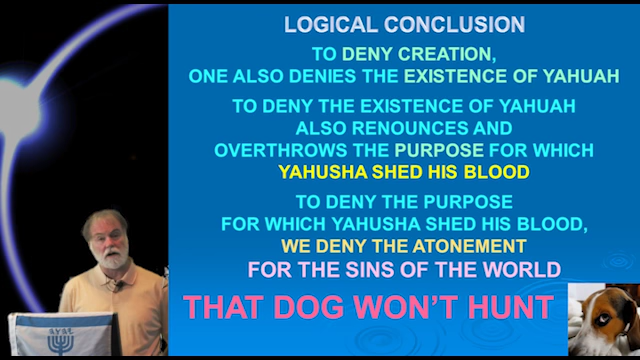 LOGICAL CONCLUSION
TO DENY CREATION,
ONE ALSO DENIES THE EXISTENCE OF YAHUAH
TO DENY THE EXISTENCE OF YAHUAH
ALSO RENOUNCES AND
OVERTHROWS THE PURPOSE FOR WHICH
YAHUSHA SHED HIS BLOOD
TO DENY THE PURPOSE
FOR WHICH YAHUSHA SHED HIS BLOOD,
WE DENY THE ATONEMENT
FOR THE SINS OF THE WORLD
THAT DOG WON'T HUNT